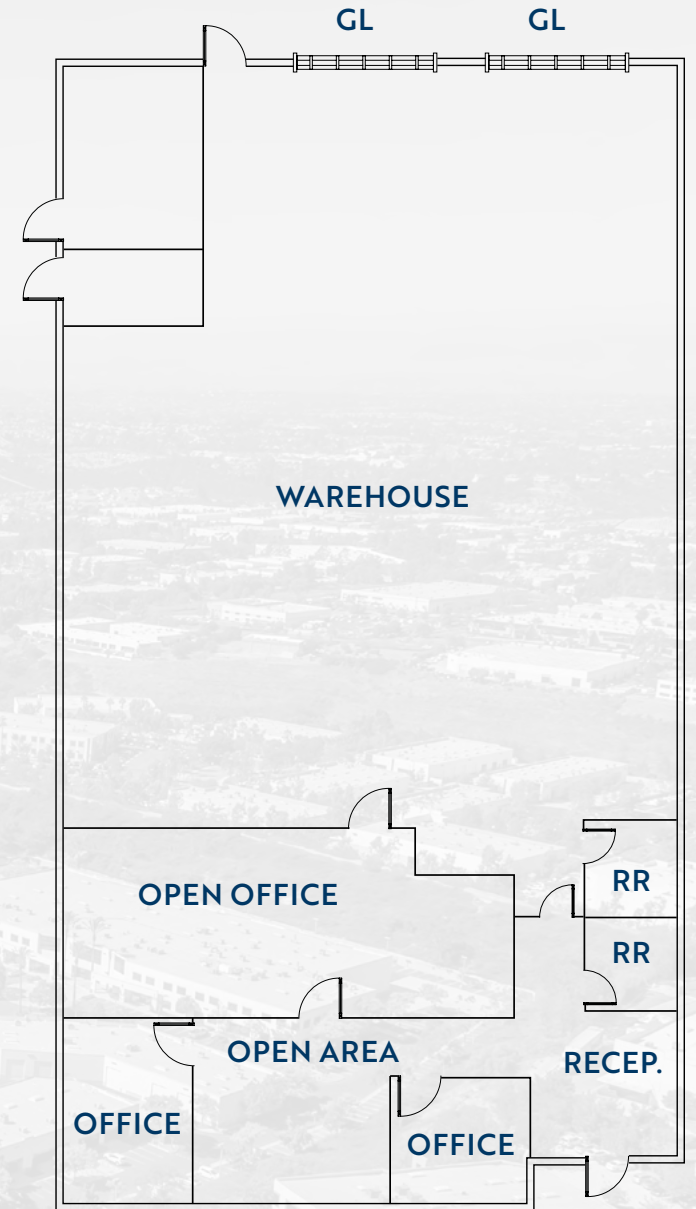 GL
GL
WAREHOUSE
OPEN OFFICE
RR
RR
OPEN AREA
RECEP.
OFFICE
OFFICE